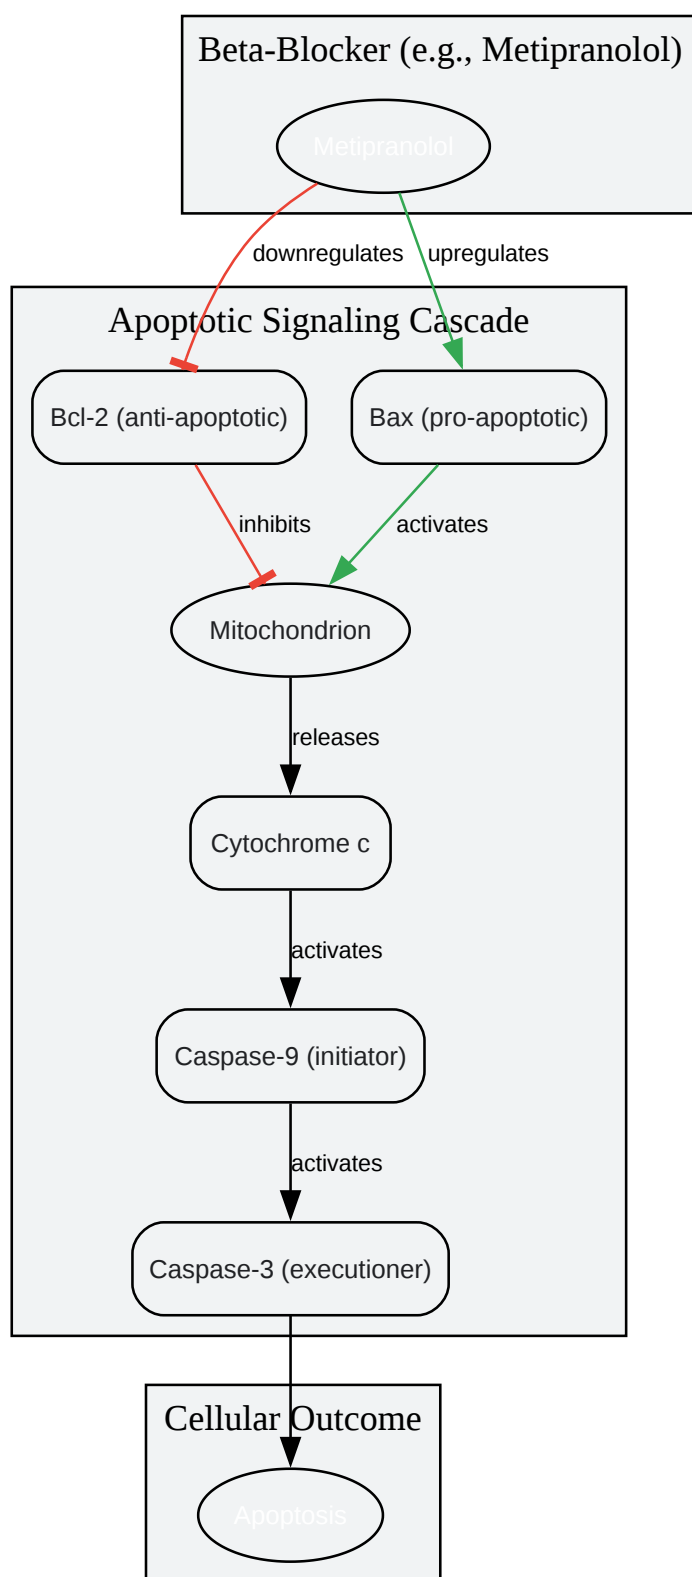 Beta-Blocker (e.g., Metipranolol)
Metipranolol
downregulates
upregulates
Apoptotic Signaling Cascade
Bcl-2 (anti-apoptotic)
Bax (pro-apoptotic)
inhibits
activates
Mitochondrion
releases
Cytochrome c
activates
Caspase-9 (initiator)
activates
Caspase-3 (executioner)
Cellular Outcome
Apoptosis